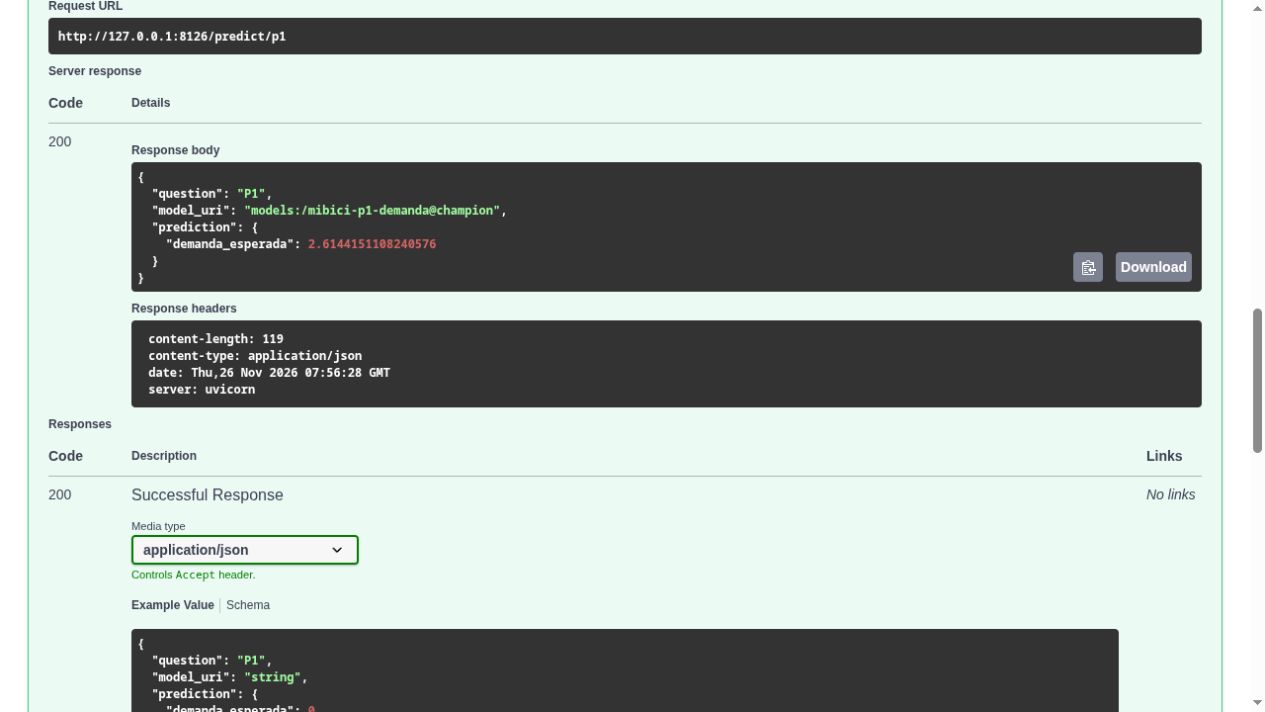 Request URL
http://127.0.0.1:8126/predict/p1
Server response
Code Details
200
Response body
{
  "question": "P1",
  "model_uri": "models:/mibici-p1-demanda@champion",
  "prediction": {
    "demanda_esperada": 2.6144151108240576
  }
}
Download
Response headers
content-length: 119
content-type: application/json
date: Thu,26 Nov 2026 07:56:28 GMT
server: uvicorn
Responses
Code Description Links
200 Successful Response No links
Media type
application/json
Controls Accept header.
Example Value Schema
{
  "question": "P1",
  "model_uri": "string",
  "prediction": {
    "demanda_esperada": 0